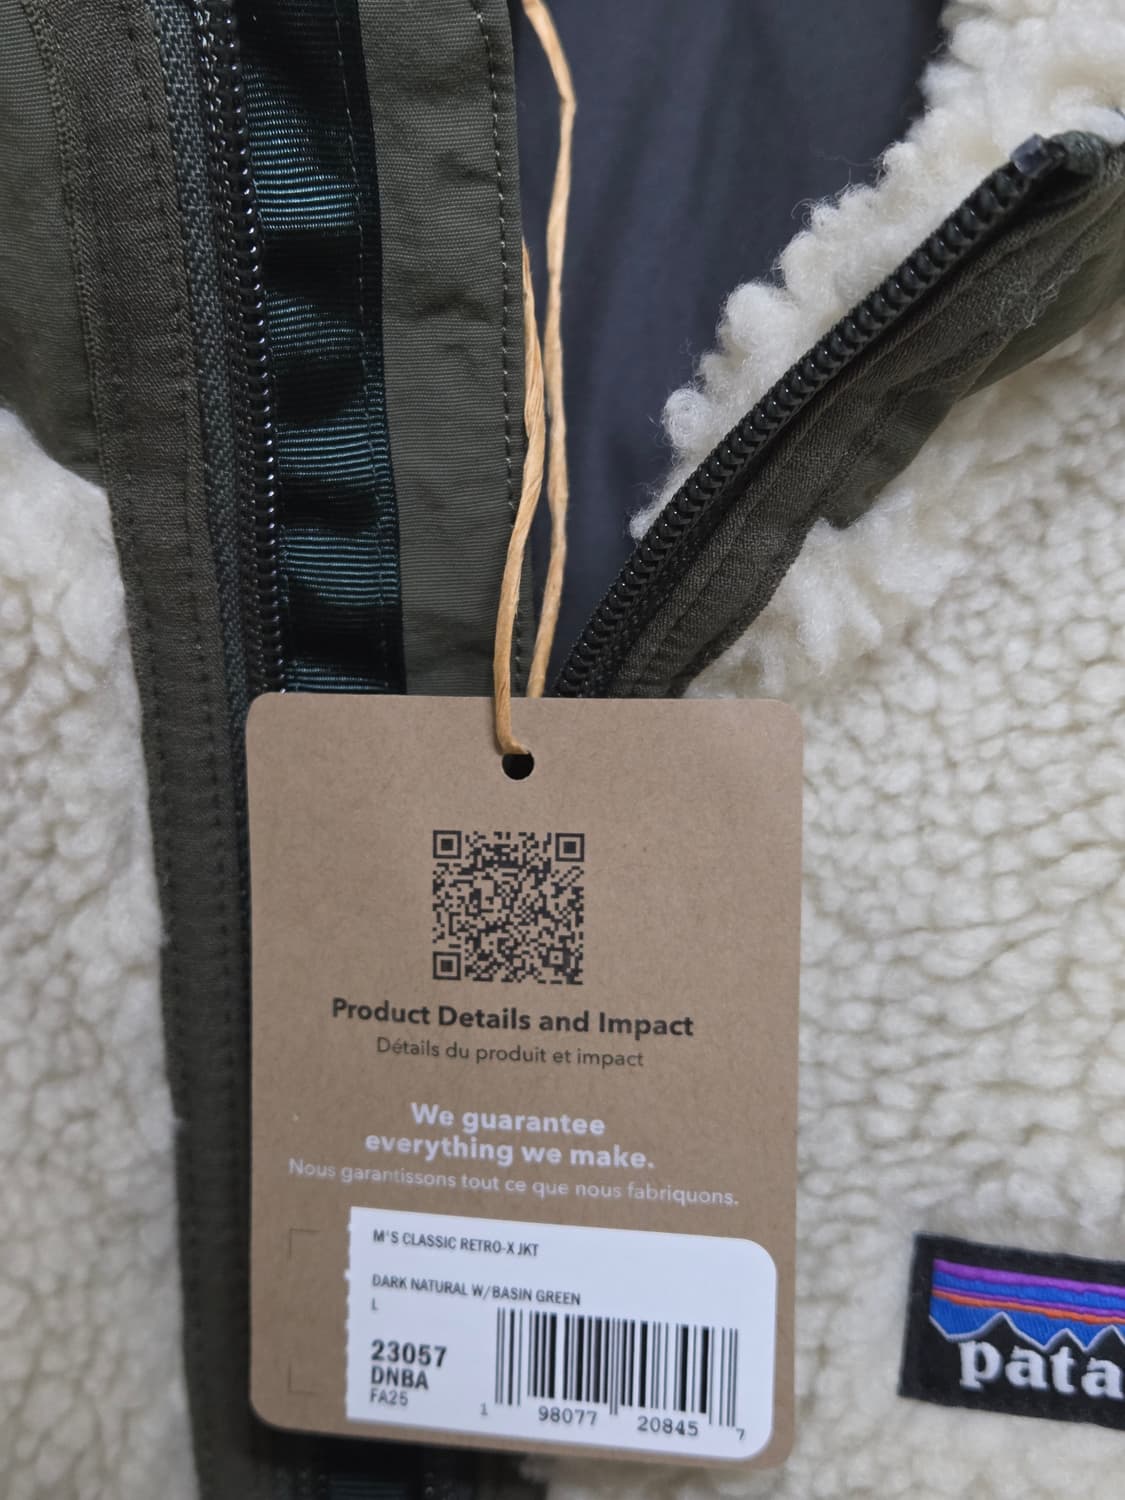 Product Details and Impact
Détails du produit et impact
We guarantee
everything we make.
Nous garantissons tout ce que nous fabriquons.
M'S CLASSIC RETRO-X JKT
DARK NATURAL W/BASIN GREEN
L
23057
DNBA
FA25
1 98077 20845 7
pata